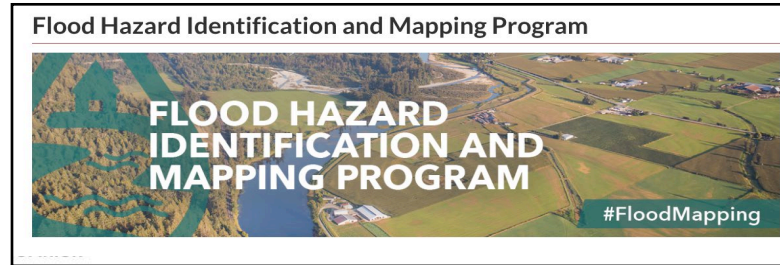 Flood Hazard Identification and Mapping Program
FLOOD HAZARD
IDENTIFICATION AND
MAPPING PROGRAM
#FloodMapping